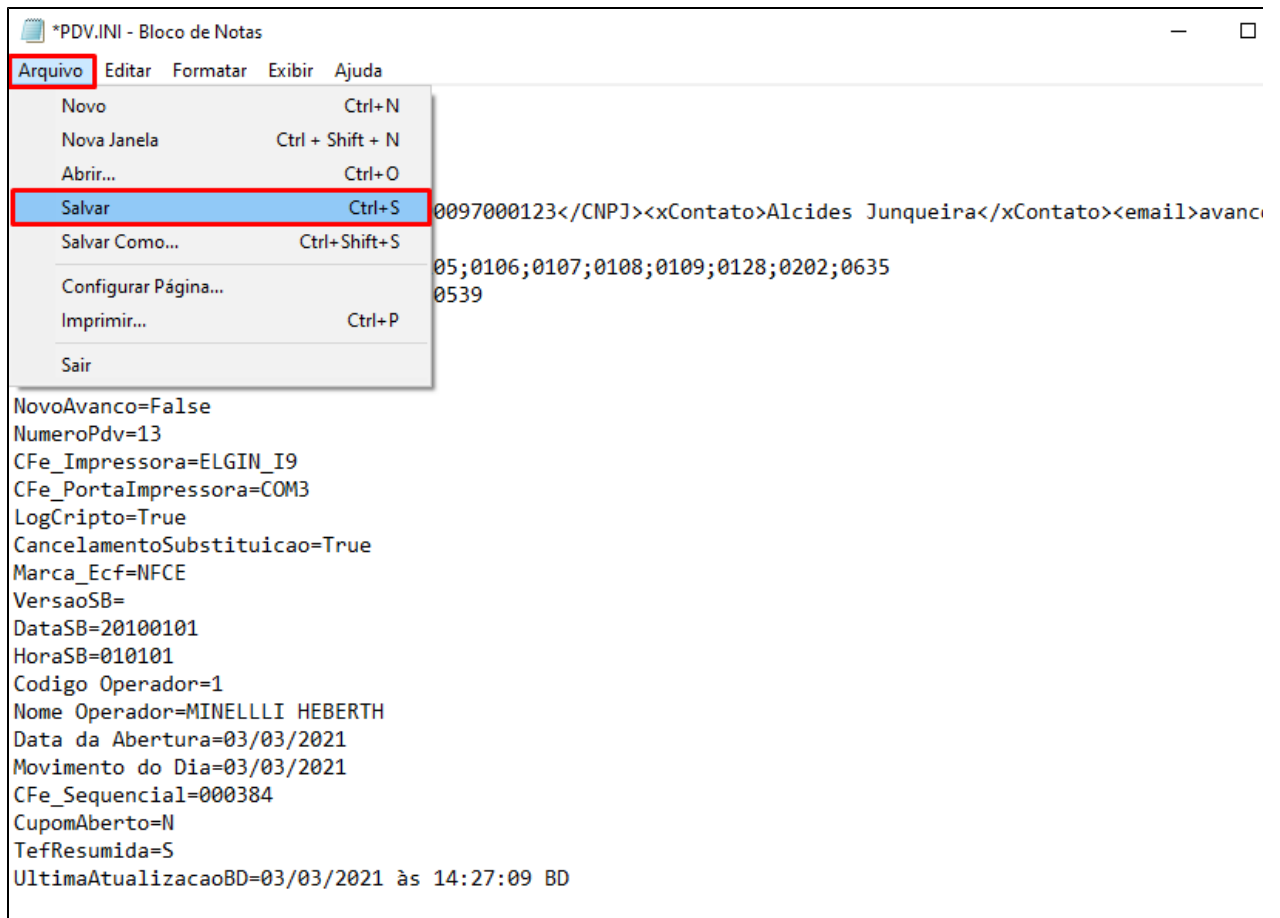 *PDV.INI - Bloco de Notas
Arquivo Editar Formatar Exibir Ajuda
Novo Ctrl+N
Nova Janela Ctrl + Shift + N
Abrir... Ctrl+O
Salvar Ctrl+S
0097000123</CNPJ><xContato>Alcides Junqueira</xContato><email>avanc
Salvar Como... Ctrl+Shift+S
05;0106;0107;0108;0109;0128;0202;0635
Configurar Página...
0539
Imprimir... Ctrl+P
Sair
NovoAvanco=False
NumeroPdv=13
CFe_Impressora=ELGIN_I9
CFe_PortaImpressora=COM3
LogCripto=True
CancelamentoSubstituicao=True
Marca_Ecf=NFCE
VersaoSB=
DataSB=20100101
HoraSB=010101
Codigo Operador=1
Nome Operador=MINELLLI HEBERTH
Data da Abertura=03/03/2021
Movimento do Dia=03/03/2021
CFe_Sequencial=000384
CupomAberto=N
TefResumida=S
UltimaAtualizacaoBD=03/03/2021 às 14:27:09 BD